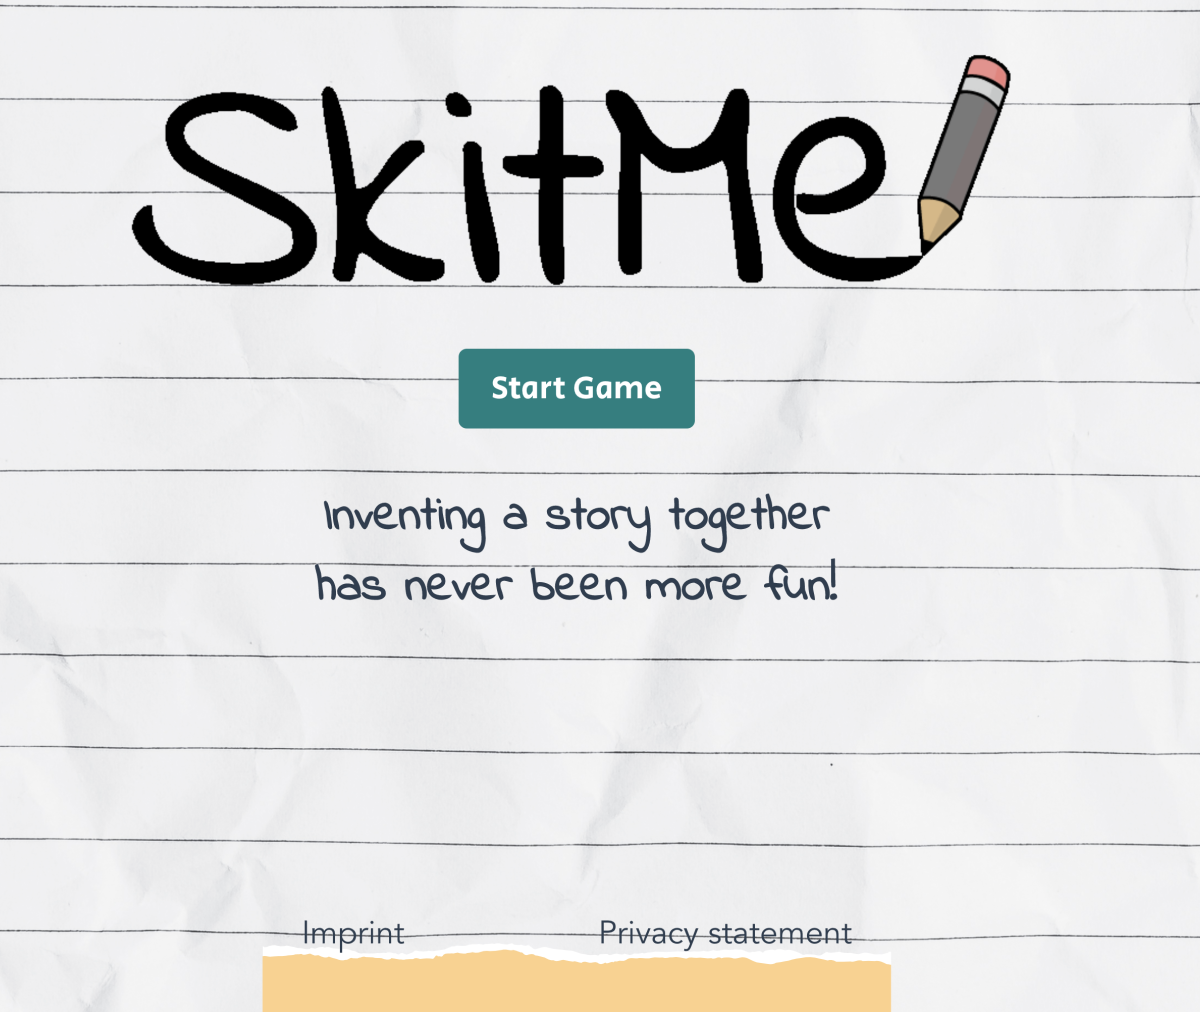 SkitMe
Start Game
Inventing a story together
has never been more fun!
Imprint Privacy statement